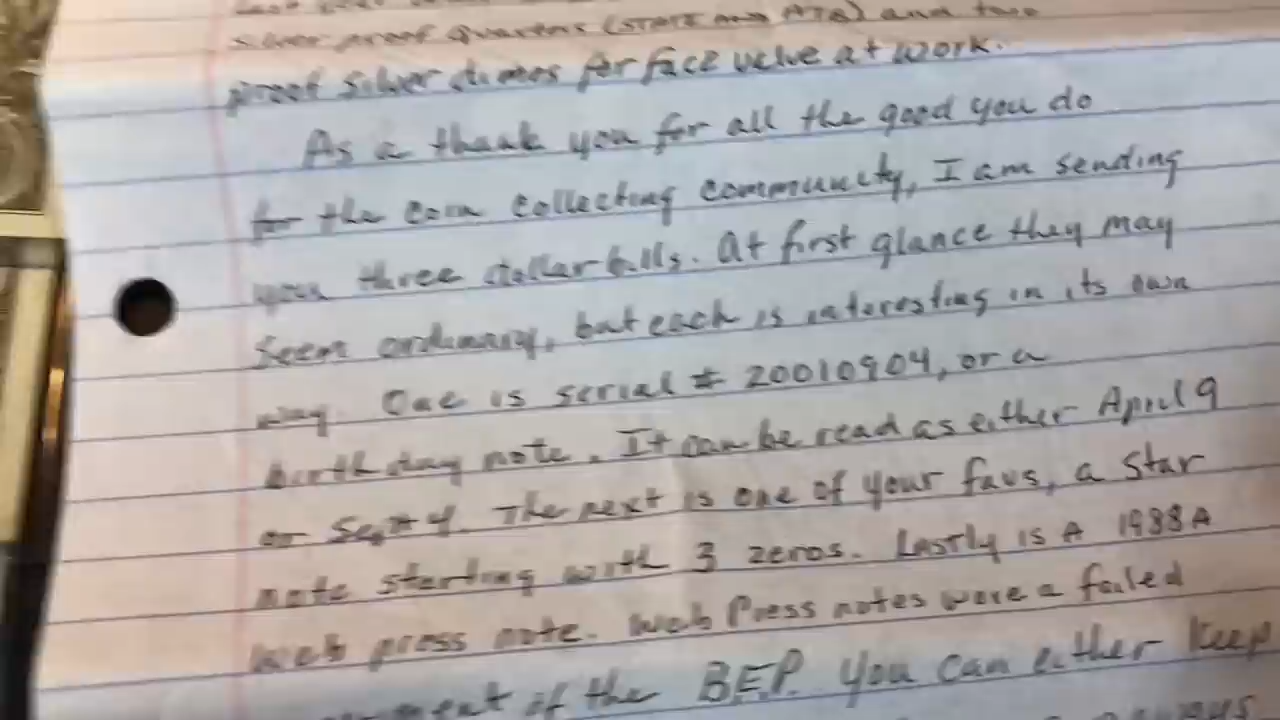 silver proof quarters (STATE and ATB) and two
proof silver dimes for face value at work.
As a thank you for all the good you do
for the coin collecting community, I am sending
you three dollar bills. At first glance they may
seem ordinary, but each is interesting in its own
way. One is serial # 20010904, or a
birthday note. It can be read as either April 9
or Sept 4. The next is one of your favs, a star
note starting with 3 zeros. Lastly is A 1988A
web press note. Web Press notes were a failed
of the B.E.P. You can either keep